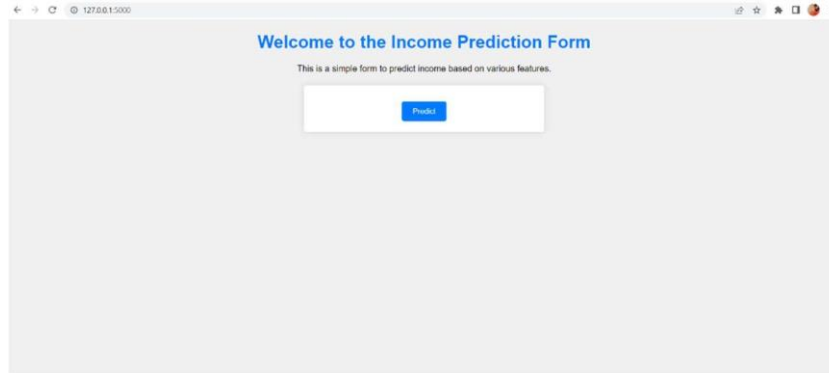 127.0.0.1:5000
Welcome to the Income Prediction Form
This is a simple form to predict income based on various features.
Predict